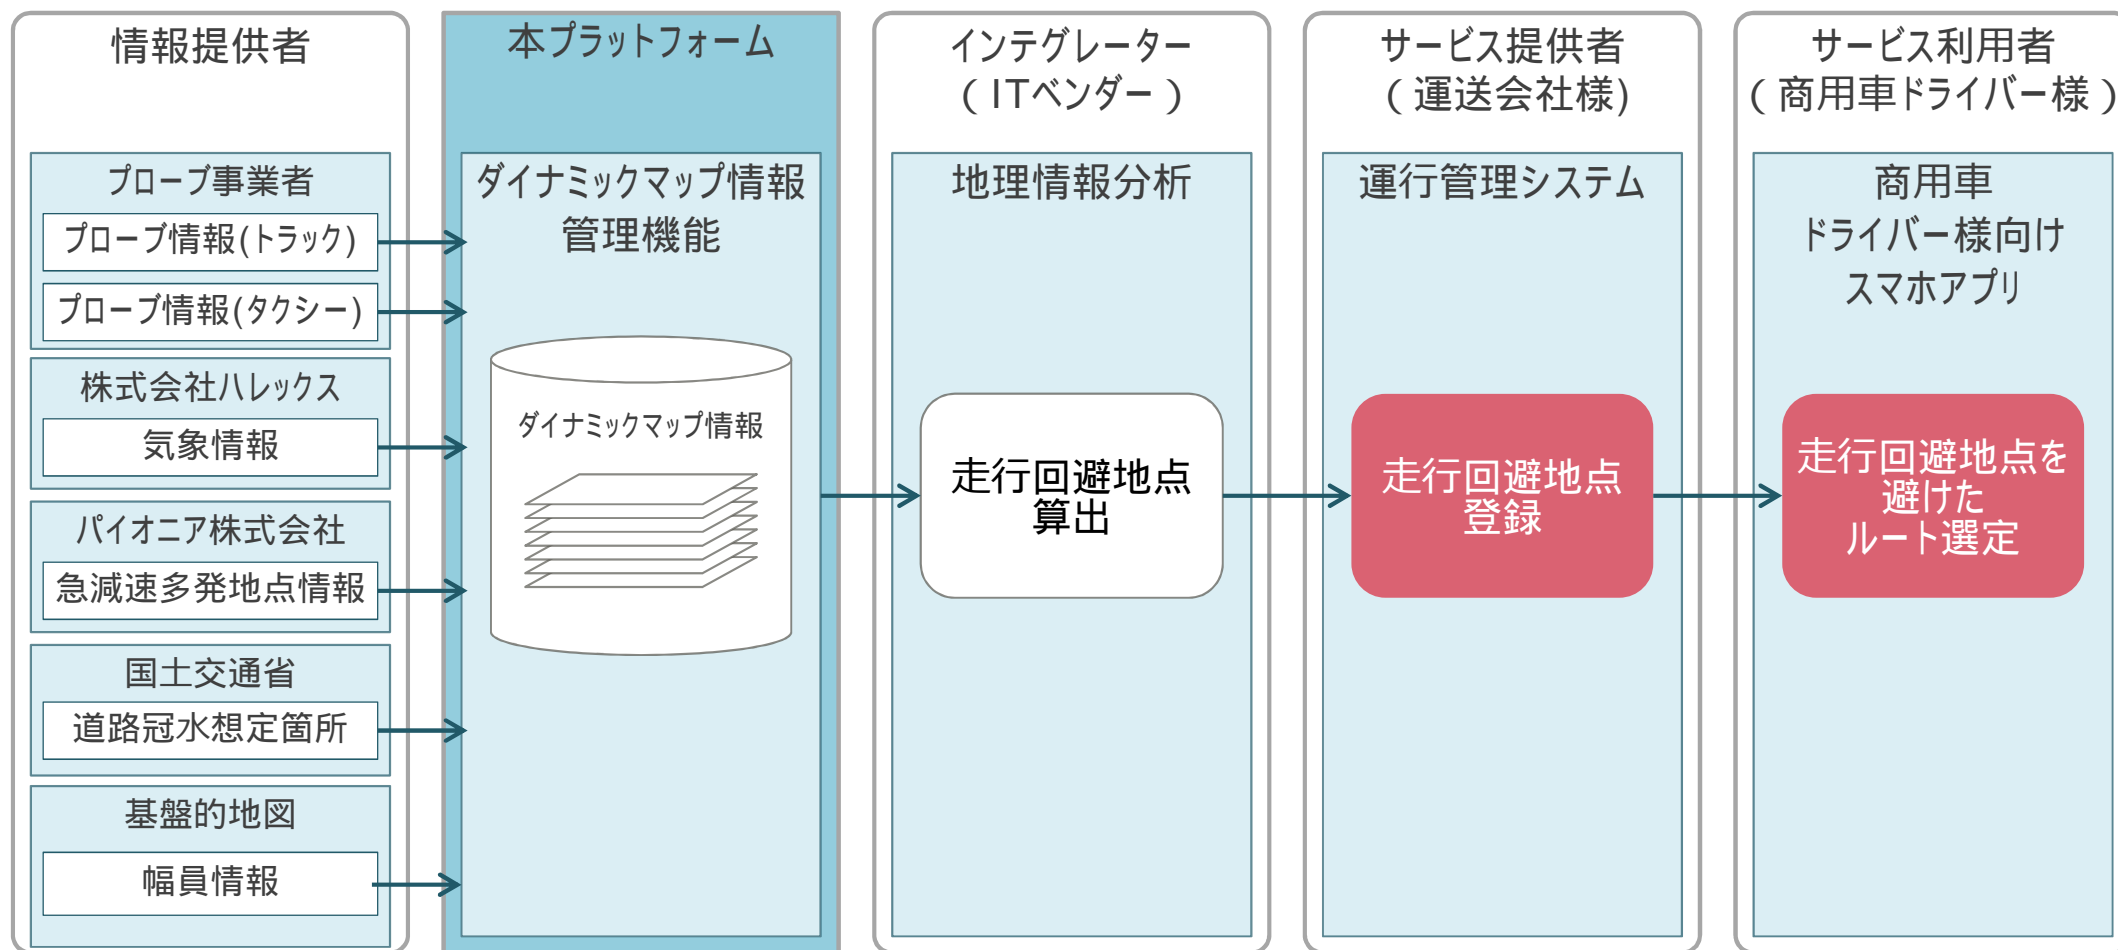 情報提供者
プローブ事業者
プローブ情報(トラック)
プローブ情報(タクシー)
株式会社ハレックス
気象情報
パイオニア株式会社
急減速多発地点情報
国土交通省
道路冠水想定箇所
基盤的地図
幅員情報
本プラットフォーム
ダイナミックマップ情報
管理機能
ダイナミックマップ情報
インテグレーター
（ITベンダー）
地理情報分析
走行回避地点
算出
サービス提供者
（運送会社様)
運行管理システム
走行回避地点
登録
サービス利用者
（商用車ドライバー様）
商用車
ドライバー様向け
スマホアプリ
走行回避地点を
避けた
ルート選定